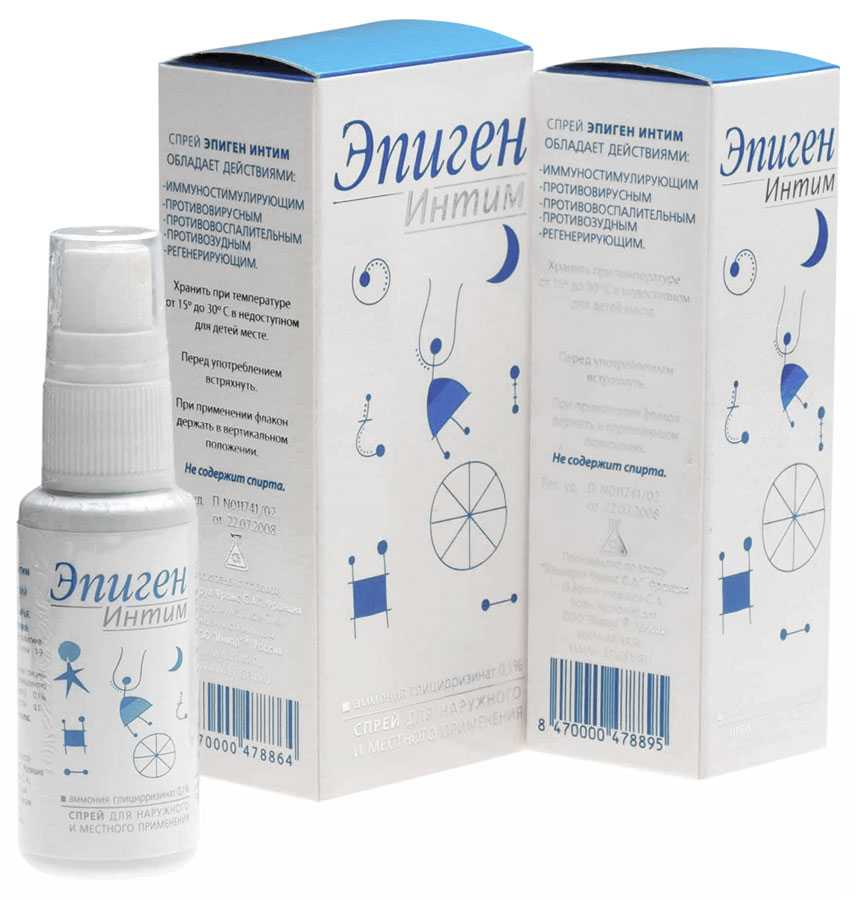 Эпиген
Интим
аммония глицирризинат 0,1%
СПРЕЙ ДЛЯ НАРУЖНОГО
И МЕСТНОГО ПРИМЕНЕНИЯ
СПРЕЙ ЭПИГЕН ИНТИМ
ОБЛАДАЕТ ДЕЙСТВИЯМИ:
-ИММУНОСТИМУЛИРУЮЩИМ
-ПРОТИВОВИРУСНЫМ
-ПРОТИВОВОСПАЛИТЕЛЬНЫМ
-ПРОТИВОЗУДНЫМ
-РЕГЕНЕРИРУЮЩИМ.
Хранить при температуре
от 15° до 30° С в недоступном
для детей месте.
Перед употреблением
встряхнуть.
При применении флакон
держать в вертикальном
положении.
Не содержит спирта.
уд. П N011741/02
от 22.07.2008
70000 478864
Эпиген
Интим
аммония глицирризинат 0,1%
СПРЕЙ ДЛЯ НАРУЖНОГО
И МЕСТНОГО ПРИМЕНЕНИЯ
СПРЕЙ ЭПИГЕН ИНТИМ
ОБЛАДАЕТ ДЕЙСТВИЯМИ:
-ИММУНОСТИМУЛИРУЮЩИМ
-ПРОТИВОВИРУСНЫМ
-ПРОТИВОВОСПАЛИТЕЛЬНЫМ
-ПРОТИВОЗУДНЫМ
-РЕГЕНЕРИРУЮЩИМ.
Хранить при температуре
от 15° до 30° С в недоступном
для детей месте.
Перед употреблением
встряхнуть.
При применении флакон
держать в вертикальном
положении.
Не содержит спирта.
Рег. уд. П N011741/02
от 22.07.2008
8 470000 478895
Эпиген
Интим